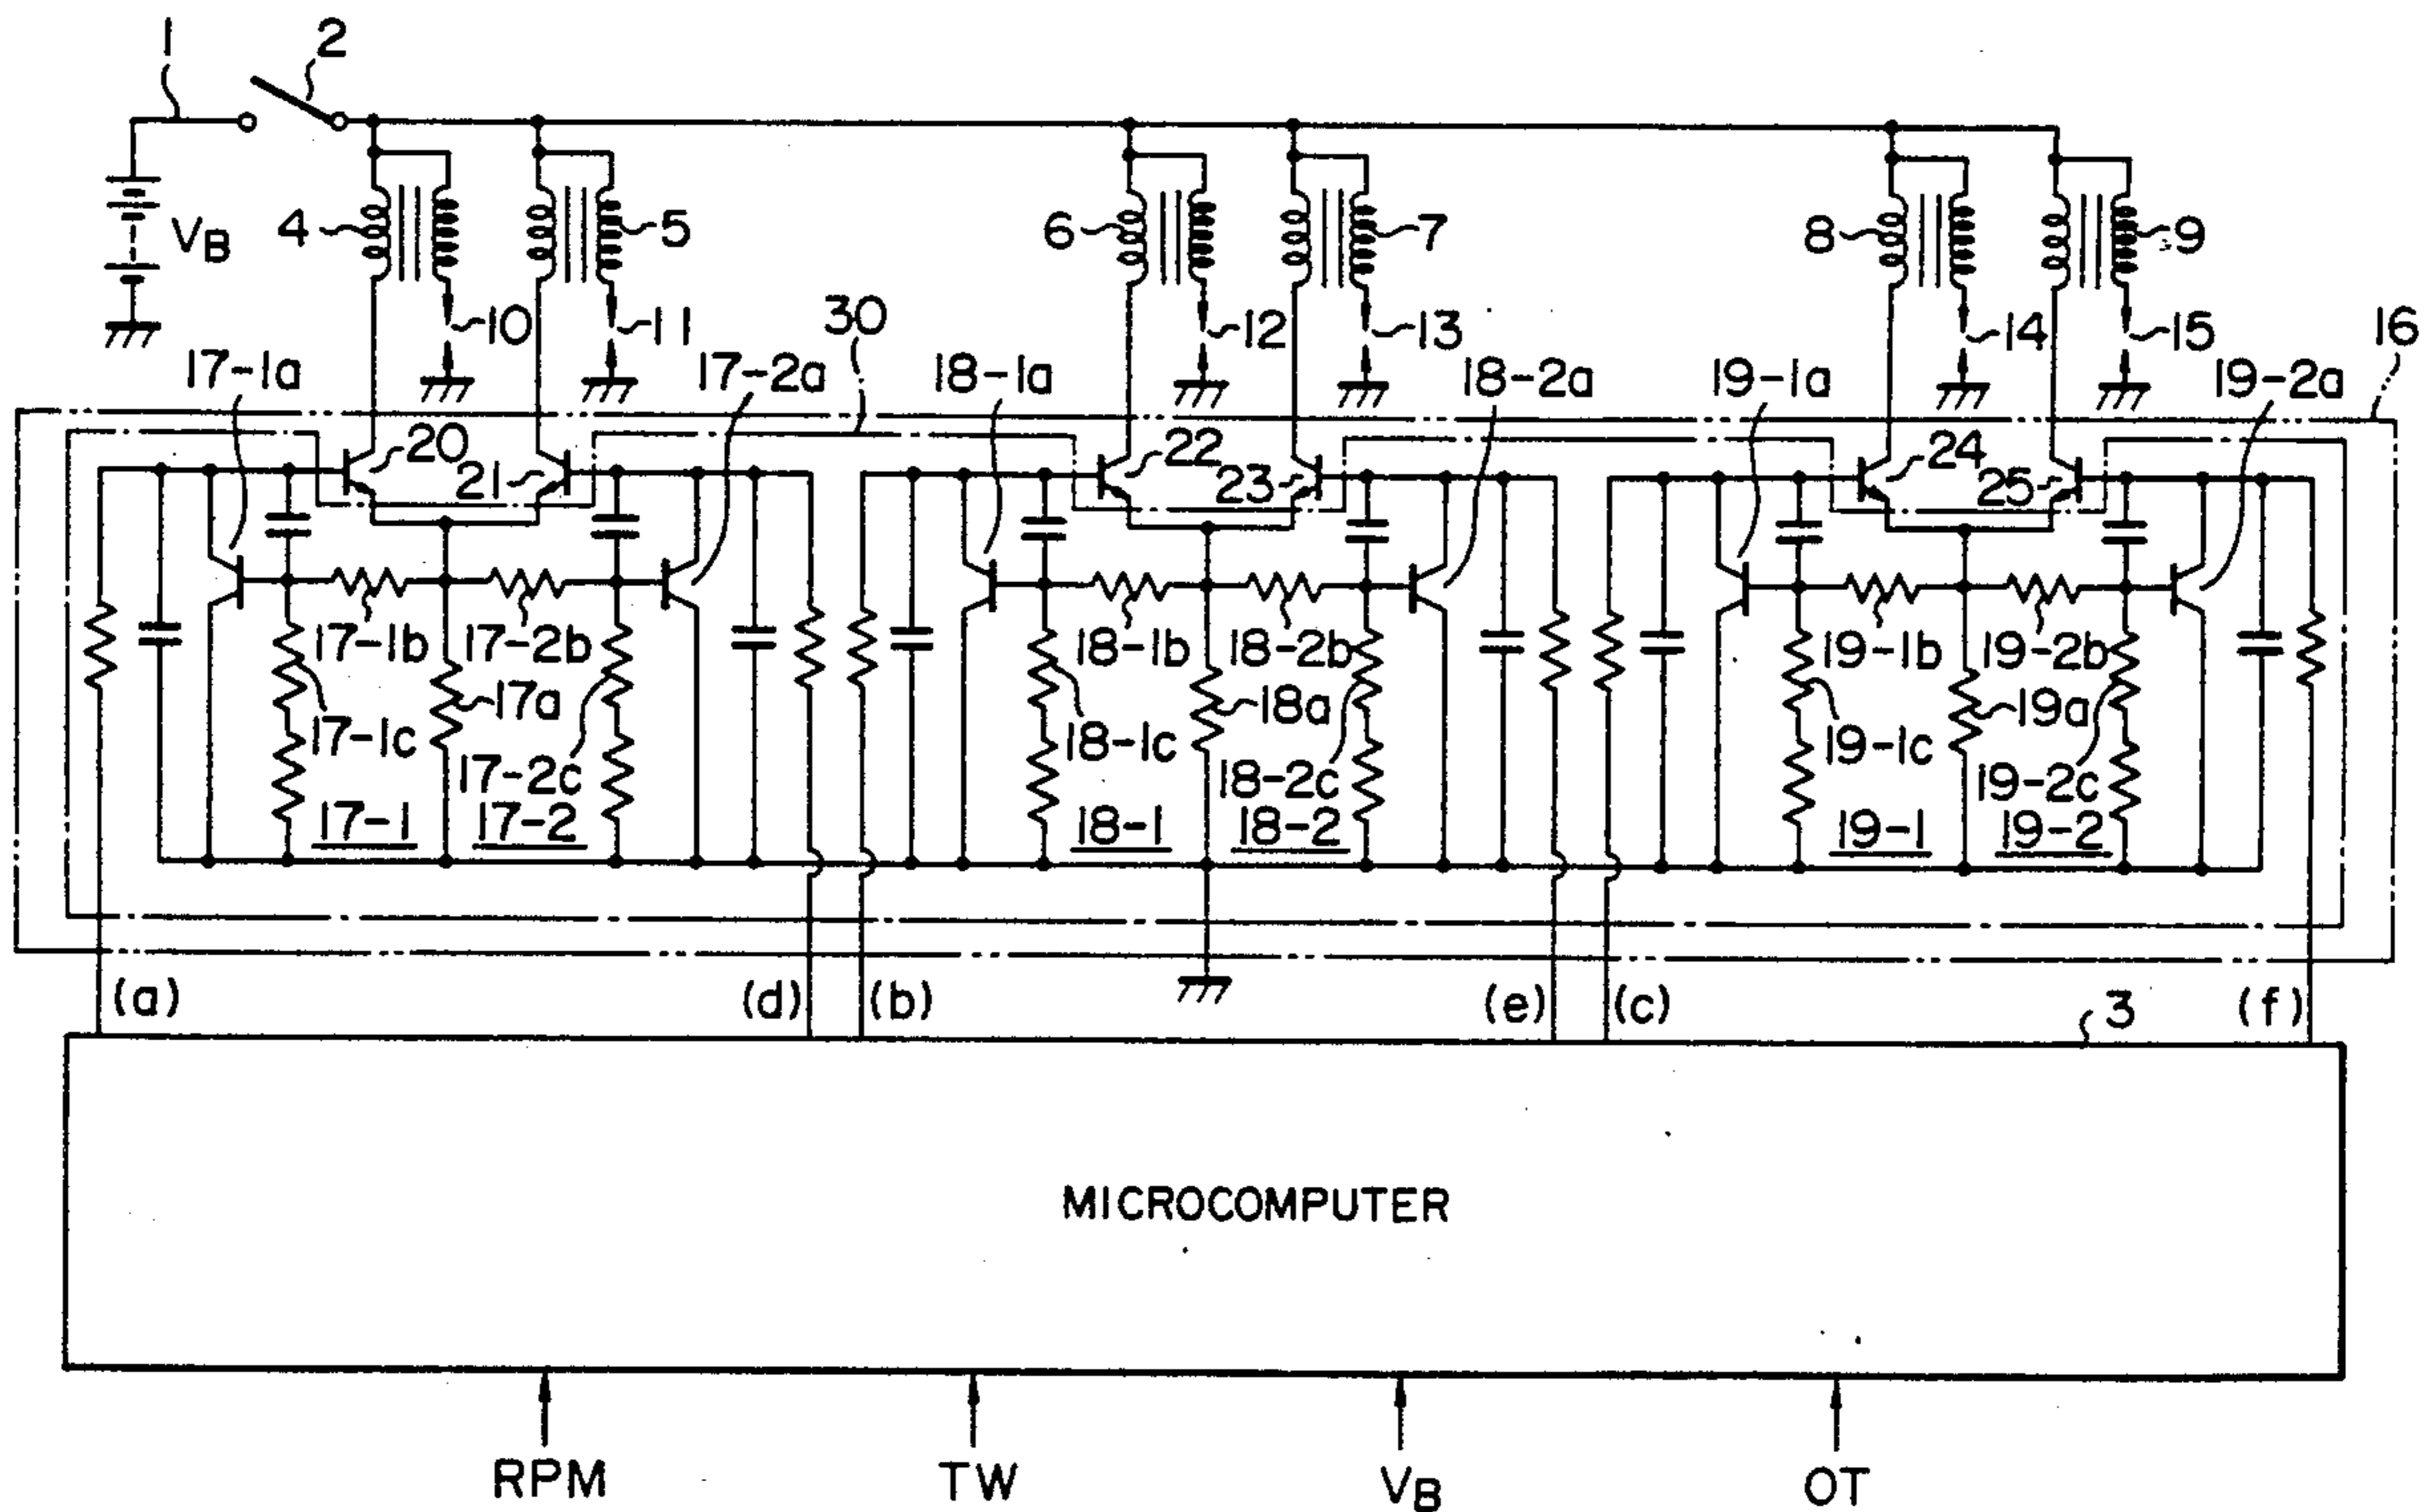 1 2
VB 4 5 6 7 8 9
10 11 30 12 13 14 15 16
17-1a 17-2a 18-1a 18-2a 19-1a 19-2a
20 21 22 23 24 25
17-1b 17-2b 18-1b 18-2b 19-1b 19-2b
17a 18a 19a
17-1c 17-2c 18-1c 18-2c 19-1c 19-2c
17-1 17-2 18-1 18-2 19-1 19-2
(a) (d) (b) (e) (c) 3 (f)
MICROCOMPUTER
RPM TW VB OT